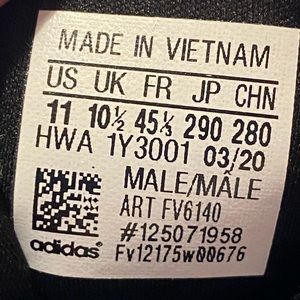 MADE IN VIETNAM
US UK FR JP CHN
11 10½ 45⅓ 290 280
HWA 1Y3001 03/20
MALE/MÂLE
ART FV6140
#125071958
adidas Fv12175w00676